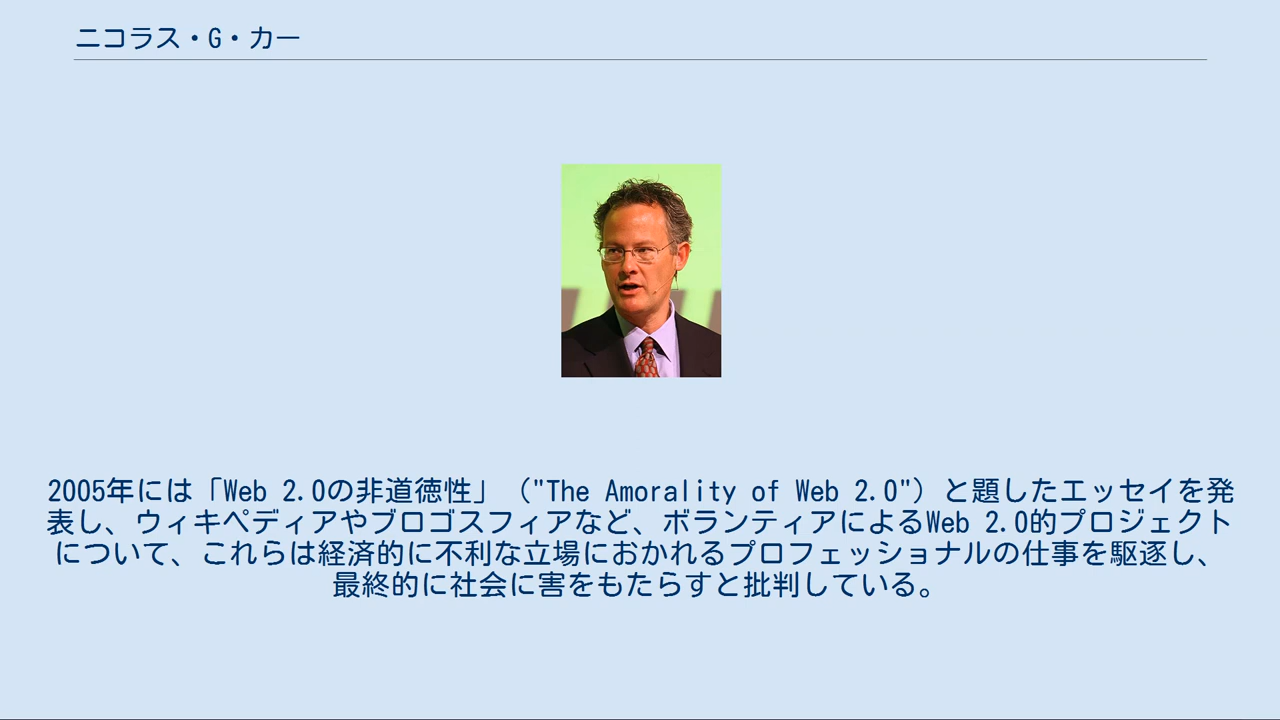 ニコラス・G・カー
2005年には「Web 2.0の非道徳性」（"The Amorality of Web 2.0"）と題したエッセイを発
表し、ウィキペディアやブロゴスフィアなど、ボランティアによるWeb 2.0的プロジェクト
について、これらは経済的に不利な立場におかれるプロフェッショナルの仕事を駆逐し、
最終的に社会に害をもたらすと批判している。